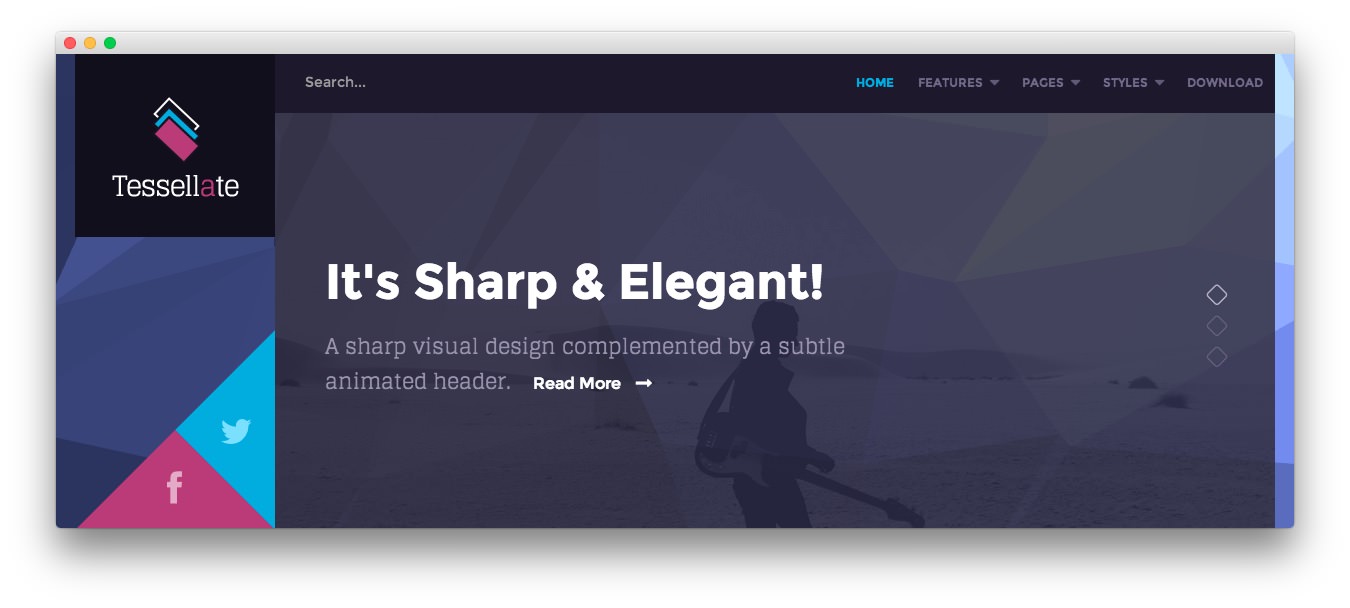 Tessellate
Search...
HOME FEATURES PAGES STYLES DOWNLOAD
It's Sharp & Elegant!
A sharp visual design complemented by a subtle
animated header. Read More
f